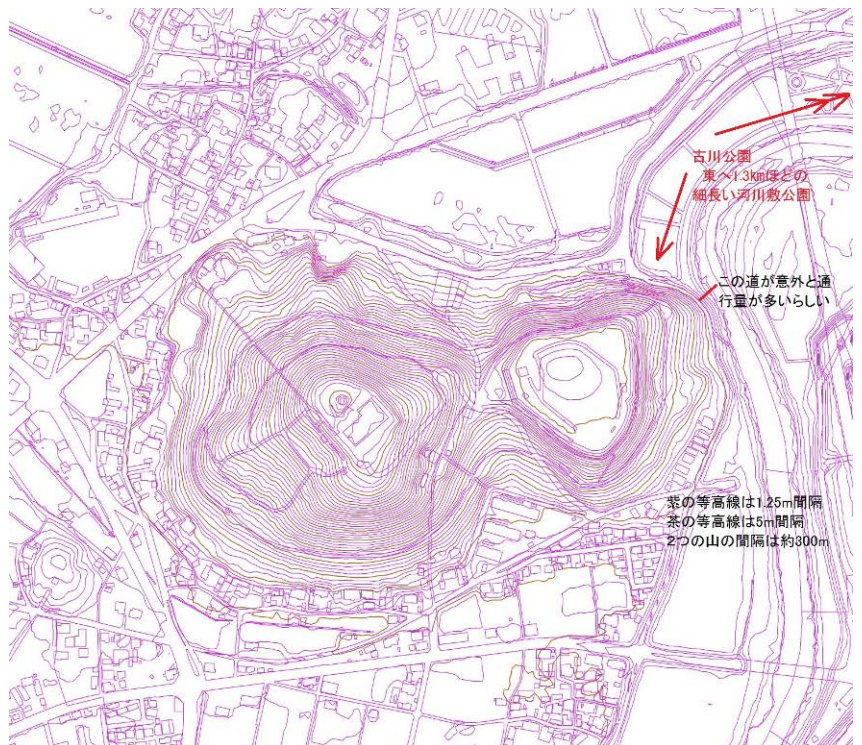 古川公園
東へ1.3kmほどの
細長い河川敷公園
この道が意外と通
行量が多いらしい
紫の等高線は1.25m間隔
茶の等高線は5m間隔
2つの山の間隔は約300m